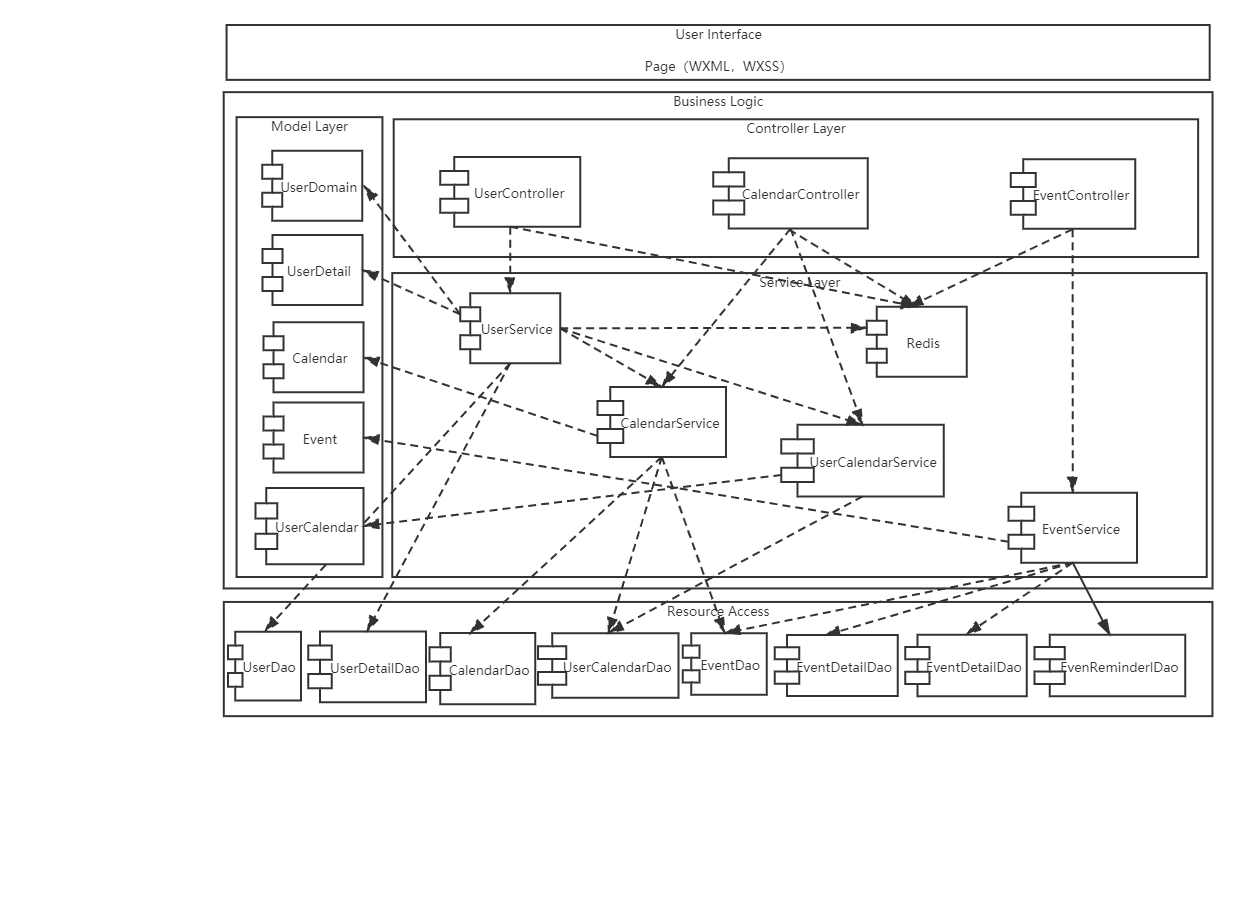 User Interface
Page（WXML，WXSS）
Business Logic
Model Layer
Controller Layer
UserDomain
UserController
CalendarController
EventController
UserDetail
Service Layer
UserService
Redis
Calendar
CalendarService
Event
UserCalendarService
UserCalendar
EventService
Resource Access
UserDao
UserDetailDao
CalendarDao
UserCalendarDao
EventDao
EventDetailDao
EventDetailDao
EvenReminderlDao